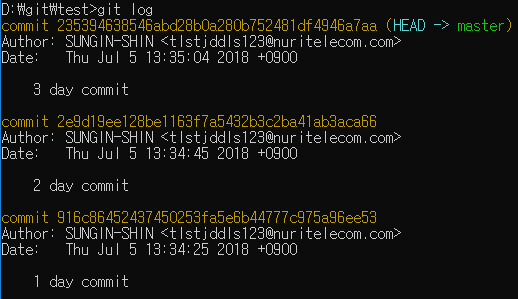 D:₩git₩test>git log
commit 235394638546abd28b0a280b752481df4946a7aa (HEAD -> master)
Author: SUNGIN-SHIN <tlstjddls123@nuritelecom.com>
Date:   Thu Jul 5 13:35:04 2018 +0900
3 day commit
commit 2e9d19ee128be1163f7a5432b3c2ba41ab3aca66
Author: SUNGIN-SHIN <tlstjddls123@nuritelecom.com>
Date:   Thu Jul 5 13:34:45 2018 +0900
2 day commit
commit 916c86452437450253fa5e6b44777c975a96ee53
Author: SUNGIN-SHIN <tlstjddls123@nuritelecom.com>
Date:   Thu Jul 5 13:34:25 2018 +0900
1 day commit